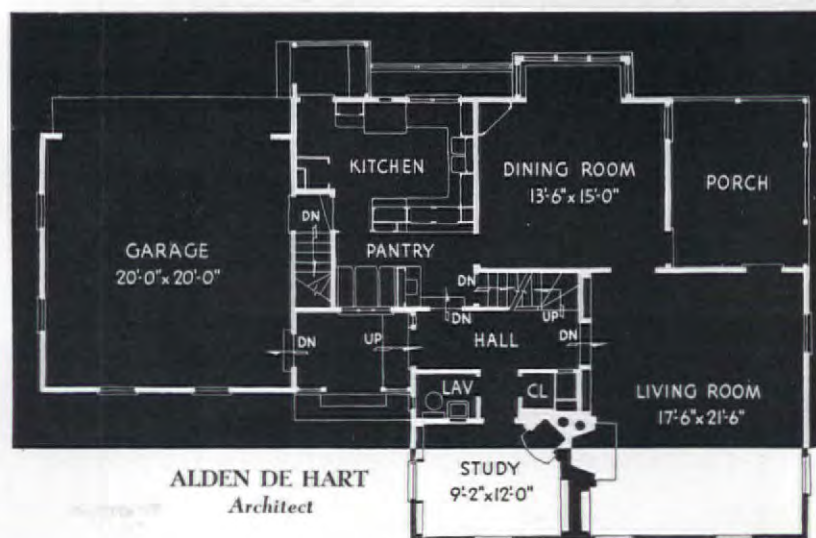 KITCHEN
DINING ROOM
13'-6" x 15'-0"
PORCH
DN
GARAGE
20'-0" x 20'-0"
PANTRY
DN
DN
UP
HALL
DN
DN
UP
LAV
CL
LIVING ROOM
17'-6" x 21'-6"
STUDY
9'-2" x 12'-0"
ALDEN DE HART
Architect